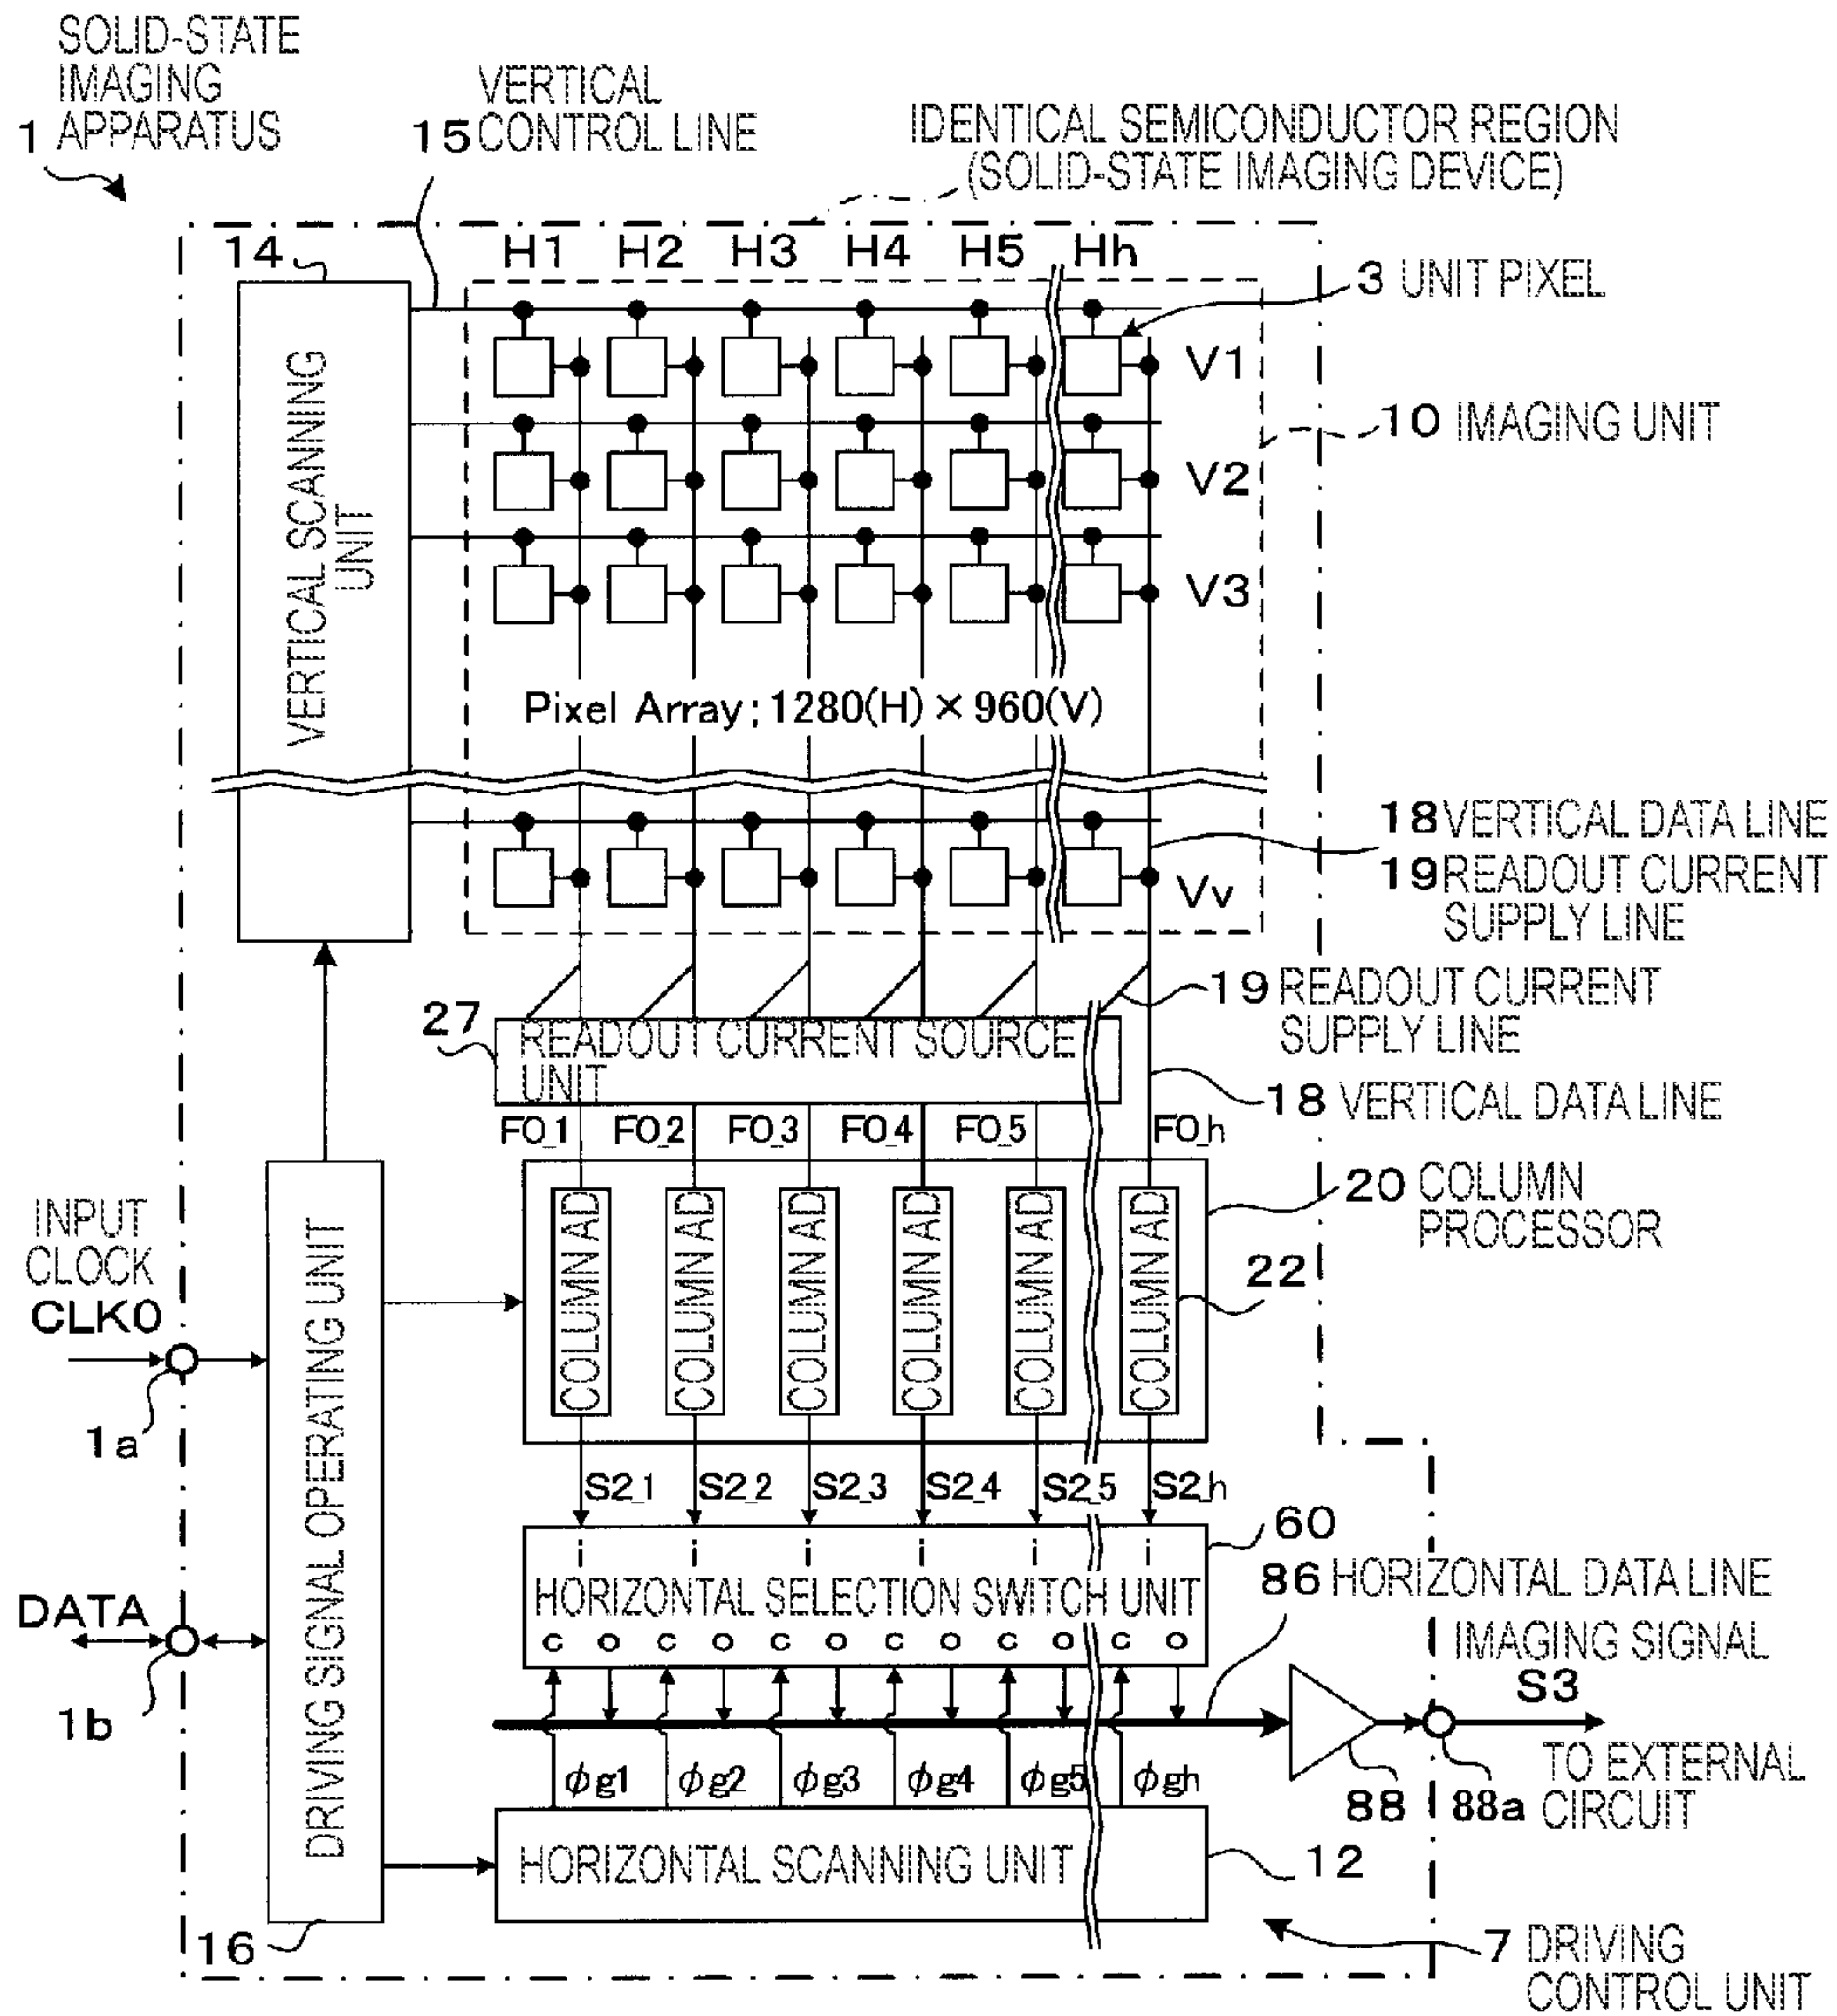 SOLID-STATE
IMAGING
1 APPARATUS
15 VERTICAL
CONTROL LINE
IDENTICAL SEMICONDUCTOR REGION
(SOLID-STATE IMAGING DEVICE)
14
H1 H2 H3 H4 H5 Hh
3 UNIT PIXEL
V1
10 IMAGING UNIT
V2
V3
VERTICAL SCANNING
UNIT
Pixel Array; 1280(H) × 960(V)
18 VERTICAL DATA LINE
19 READOUT CURRENT
SUPPLY LINE
Vv
19 READOUT CURRENT
SUPPLY LINE
27
READOUT CURRENT SOURCE
UNIT
18 VERTICAL DATA LINE
F0_1 F0_2 F0_3 F0_4 F0_5 F0_h
20 COLUMN
PROCESSOR
COLUMN AD
COLUMN AD
COLUMN AD
COLUMN AD
COLUMN AD
COLUMN AD
22
INPUT
CLOCK
CLK0
1a
DRIVING SIGNAL OPERATING UNIT
S2_1 S2_2 S2_3 S2_4 S2_5 S2_h
60
i i i i i i
HORIZONTAL SELECTION SWITCH UNIT
c o c o c o c o c o c o
86 HORIZONTAL DATA LINE
DATA
1b
IMAGING SIGNAL
S3
TO EXTERNAL
CIRCUIT
88 88a
φg1 φg2 φg3 φg4 φg5 φgh
HORIZONTAL SCANNING UNIT
12
16
7 DRIVING
CONTROL UNIT